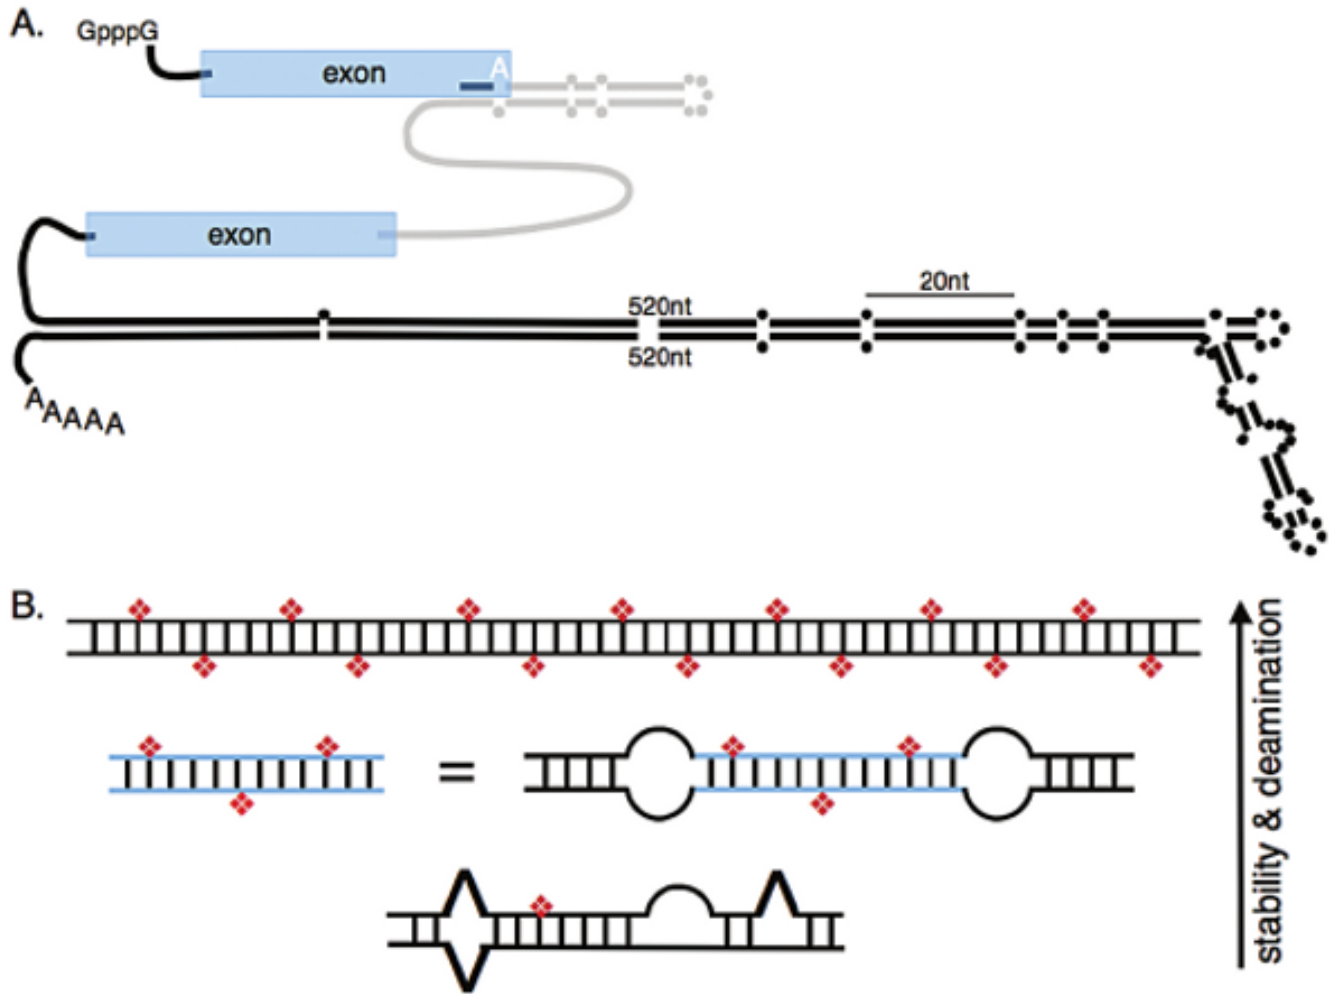 A.
GpppG
exon
A
exon
20nt
520nt
520nt
AAAAA
B.
=
stability & deamination